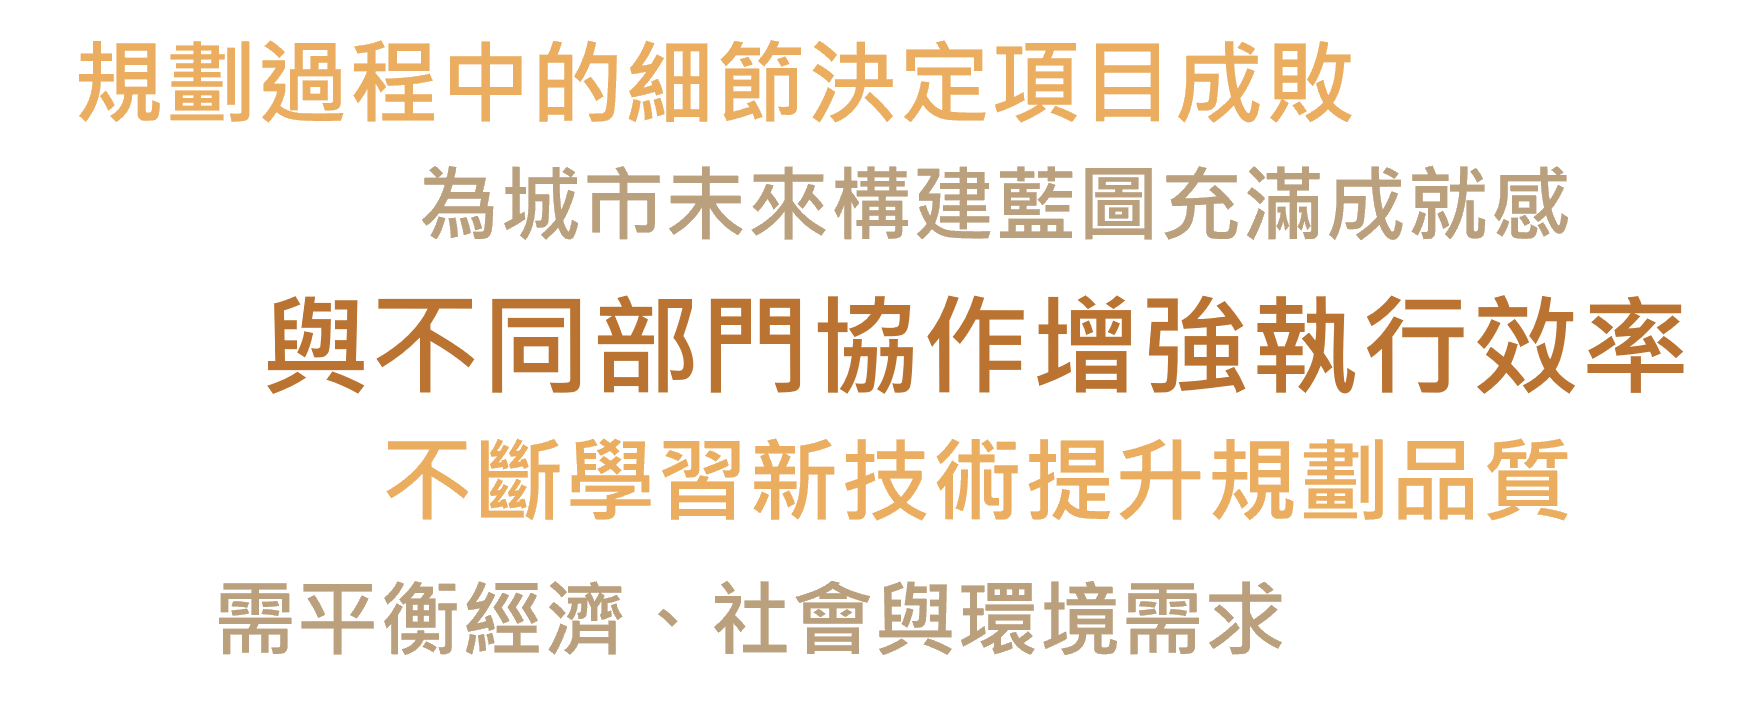 規劃過程中的細節決定項目成敗
為城市未來構建藍圖充滿成就感
與不同部門協作增強執行效率
不斷學習新技術提升規劃品質
需平衡經濟、社會與環境需求